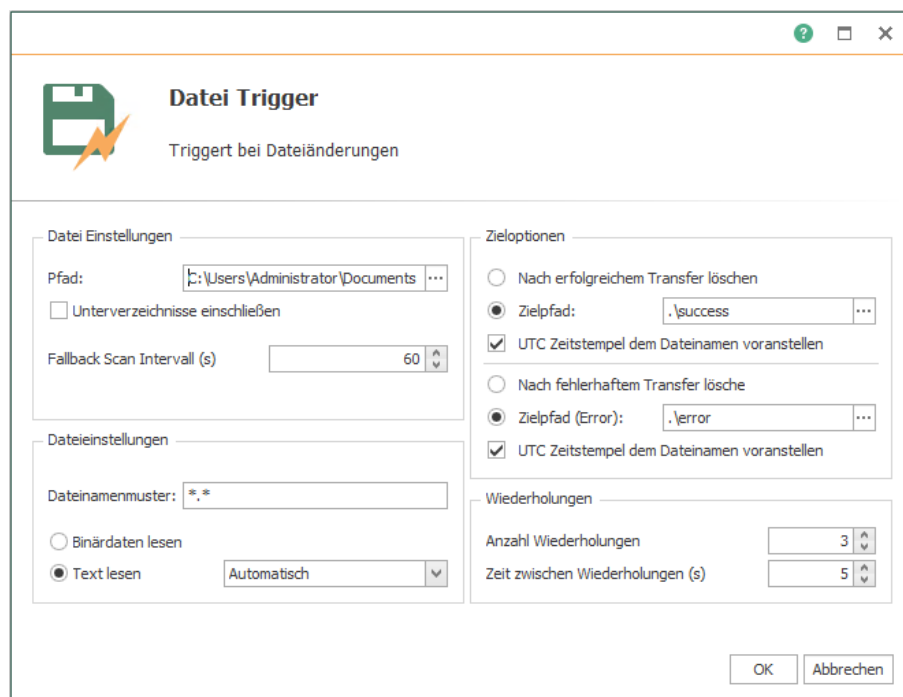 ?
Datei Trigger
Triggert bei Dateiänderungen
Datei Einstellungen
Pfad: C:\Users\Administrator\Documents ...
Unterverzeichnisse einschließen
Fallback Scan Intervall (s) 60
Dateieinstellungen
Dateinamenmuster: *.*
Binärdaten lesen
Text lesen Automatisch
Zieloptionen
Nach erfolgreichem Transfer löschen
Zielpfad: .\success ...
UTC Zeitstempel dem Dateinamen voranstellen
Nach fehlerhaftem Transfer lösche
Zielpfad (Error): .\error ...
UTC Zeitstempel dem Dateinamen voranstellen
Wiederholungen
Anzahl Wiederholungen 3
Zeit zwischen Wiederholungen (s) 5
OK Abbrechen